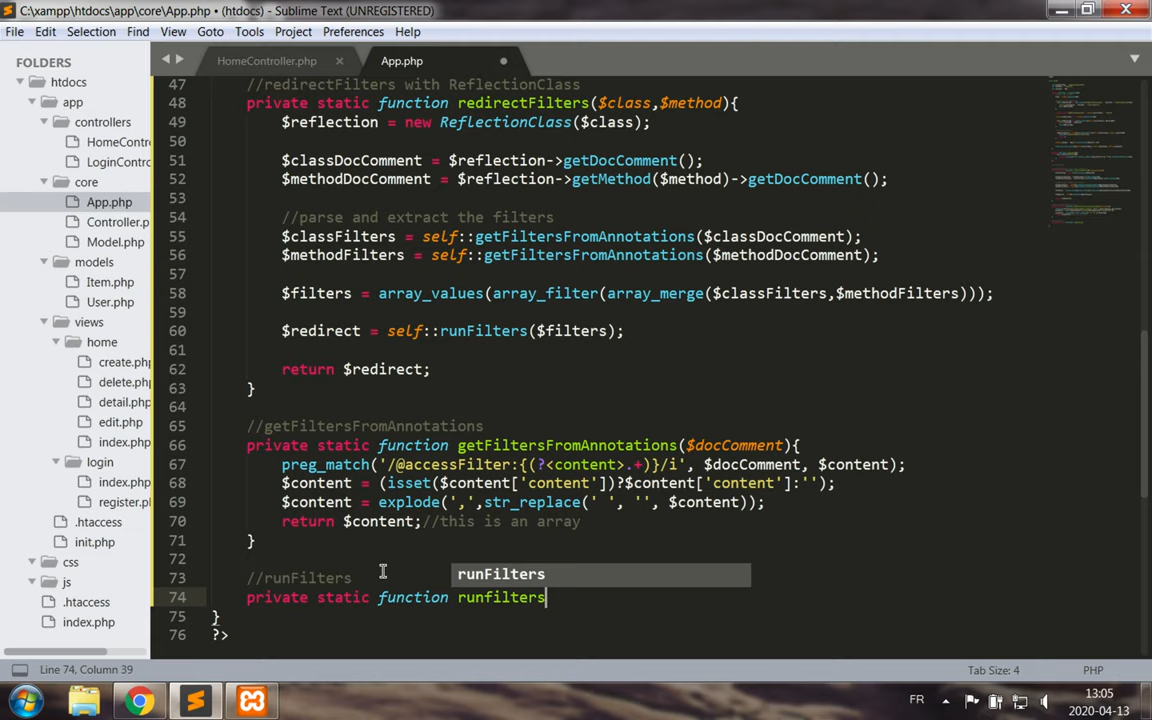 C:\xampp\htdocs\app\core\App.php • (htdocs) - Sublime Text (UNREGISTERED)
File Edit Selection Find View Goto Tools Project Preferences Help
FOLDERS
htdocs
app
controllers
HomeContr
LoginContro
core
App.php
Controller.p
Model.php
models
Item.php
User.php
views
home
create.php
delete.php
detail.php
edit.php
index.php
login
index.php
register.php
.htaccess
init.php
css
js
.htaccess
index.php
HomeController.php App.php
47 //redirectFilters with ReflectionClass
48 private static function redirectFilters($class,$method){
49 $reflection = new ReflectionClass($class);
50
51 $classDocComment = $reflection->getDocComment();
52 $methodDocComment = $reflection->getMethod($method)->getDocComment();
53
54 //parse and extract the filters
55 $classFilters = self::getFiltersFromAnnotations($classDocComment);
56 $methodFilters = self::getFiltersFromAnnotations($methodDocComment);
57
58 $filters = array_values(array_filter(array_merge($classFilters,$methodFilters)));
59
60 $redirect = self::runFilters($filters);
61
62 return $redirect;
63 }
64
65 //getFiltersFromAnnotations
66 private static function getFiltersFromAnnotations($docComment){
67 preg_match('/@accessFilter:{(?<content>.+)}/i', $docComment, $content);
68 $content = (isset($content['content'])?$content['content']:'');
69 $content = explode(',',str_replace(' ', '', $content));
70 return $content;//this is an array
71 }
72
73 //runFilters
runFilters
74 private static function runfilters
75 }
76 ?>
Line 74, Column 39 Tab Size: 4 PHP
FR 13:05
2020-04-13